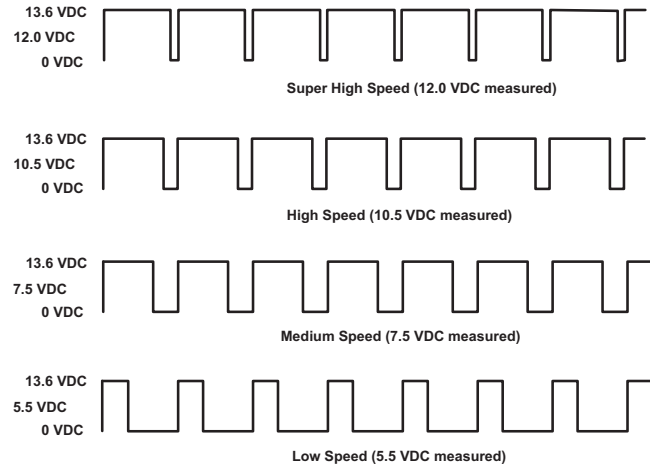 13.6 VDC
12.0 VDC
0 VDC
Super High Speed (12.0 VDC measured)
13.6 VDC
10.5 VDC
0 VDC
High Speed (10.5 VDC measured)
13.6 VDC
7.5 VDC
0 VDC
Medium Speed (7.5 VDC measured)
13.6 VDC
5.5 VDC
0 VDC
Low Speed (5.5 VDC measured)